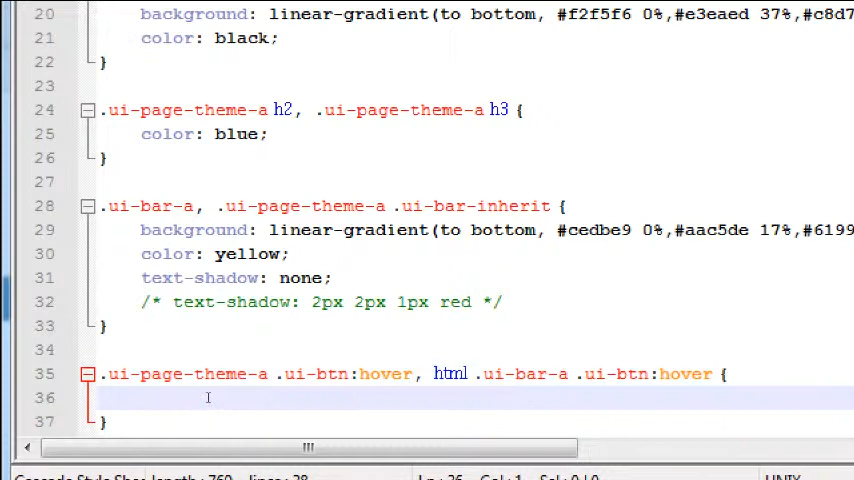 20 background: linear-gradient(to bottom, #f2f5f6 0%,#e3eaed 37%,#c8d7
21 color: black;
22 }
23
24 .ui-page-theme-a h2, .ui-page-theme-a h3 {
25 color: blue;
26 }
27
28 .ui-bar-a, .ui-page-theme-a .ui-bar-inherit {
29 background: linear-gradient(to bottom, #cedbe9 0%,#aac5de 17%,#6199
30 color: yellow;
31 text-shadow: none;
32 /* text-shadow: 2px 2px 1px red */
33 }
34
35 .ui-page-theme-a .ui-btn:hover, html .ui-bar-a .ui-btn:hover {
36
37 }